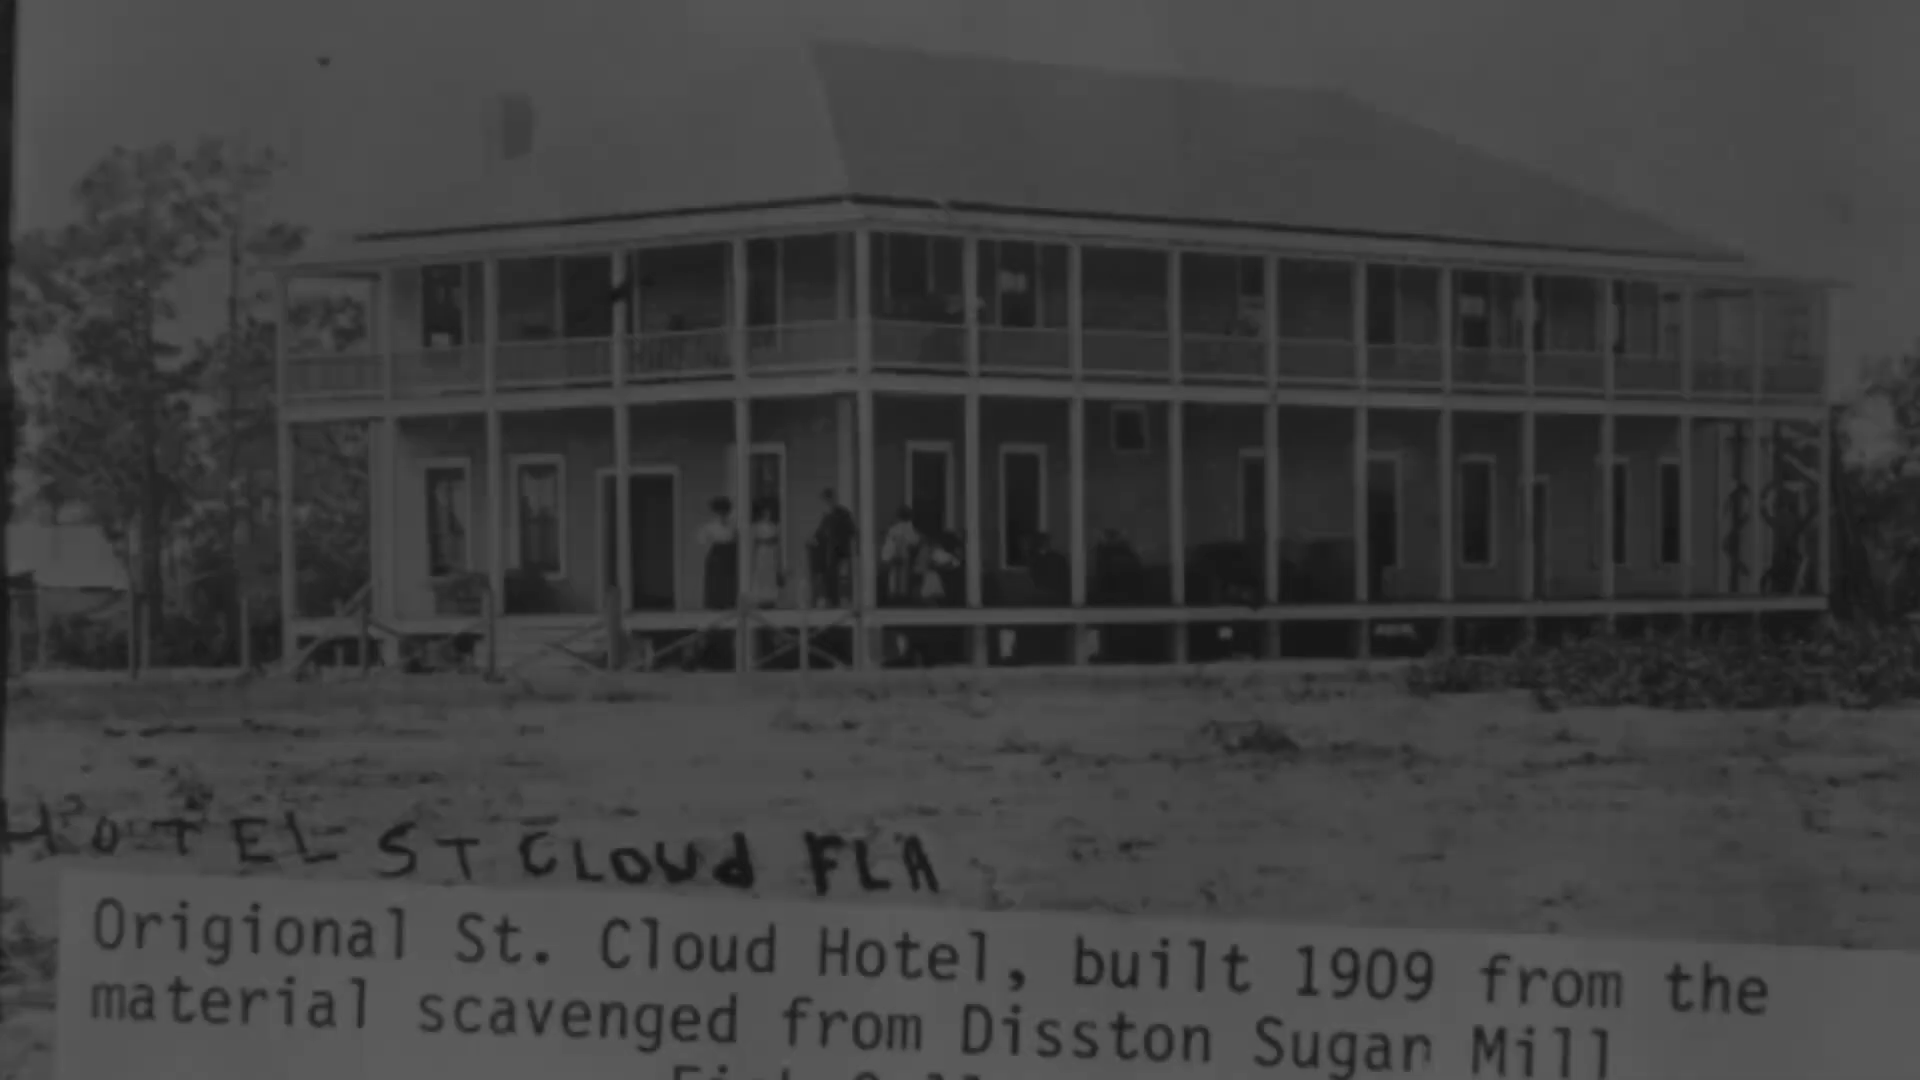 HOTEL ST CLOUD FLA
Origional St. Cloud Hotel, built 1909 from the
material scavenged from Disston Sugar Mill